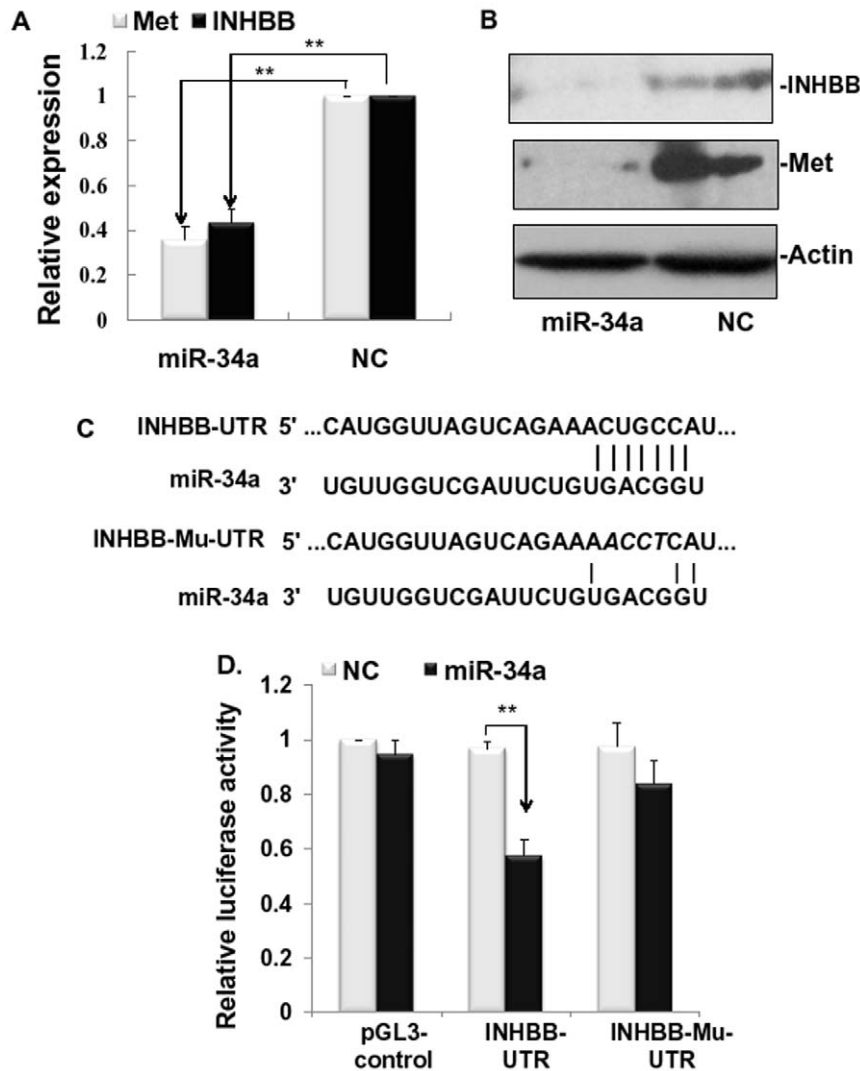 A
Met INHBB
Relative expression
1.2
1
0.8
0.6
0.4
0.2
0
**
**
miR-34a NC
B
-INHBB
-Met
-Actin
miR-34a NC
C
INHBB-UTR 5' ...CAUGGUUAGUCAGAAACUGCCAU...
miR-34a 3' UGUUGGUCGAUUCUGUGACGGU
INHBB-Mu-UTR 5' ...CAUGGUUAGUCAGAAAACCTCAU...
miR-34a 3' UGUUGGUCGAUUCUGUGACGGU
D.
NC miR-34a
Relative luciferase activity
1.2
1
0.8
0.6
0.4
0.2
0
**
pGL3-
control
INHBB-
UTR
INHBB-Mu-
UTR